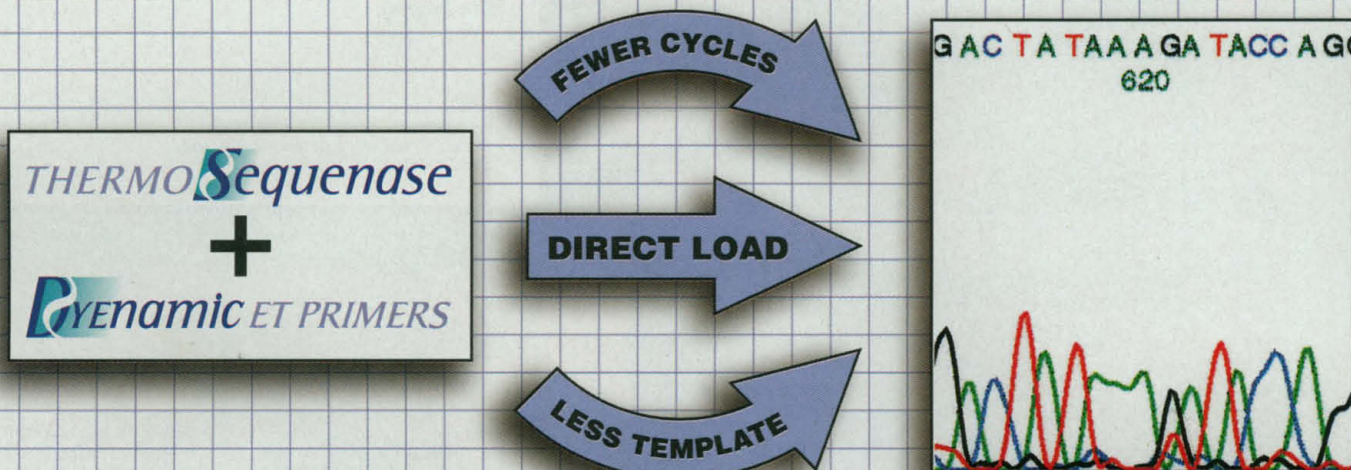 THERMO Sequenase
+
DYEnamic ET PRIMERS
FEWER CYCLES
DIRECT LOAD
LESS TEMPLATE
G A C T A T A A A G A T A C C A G
620